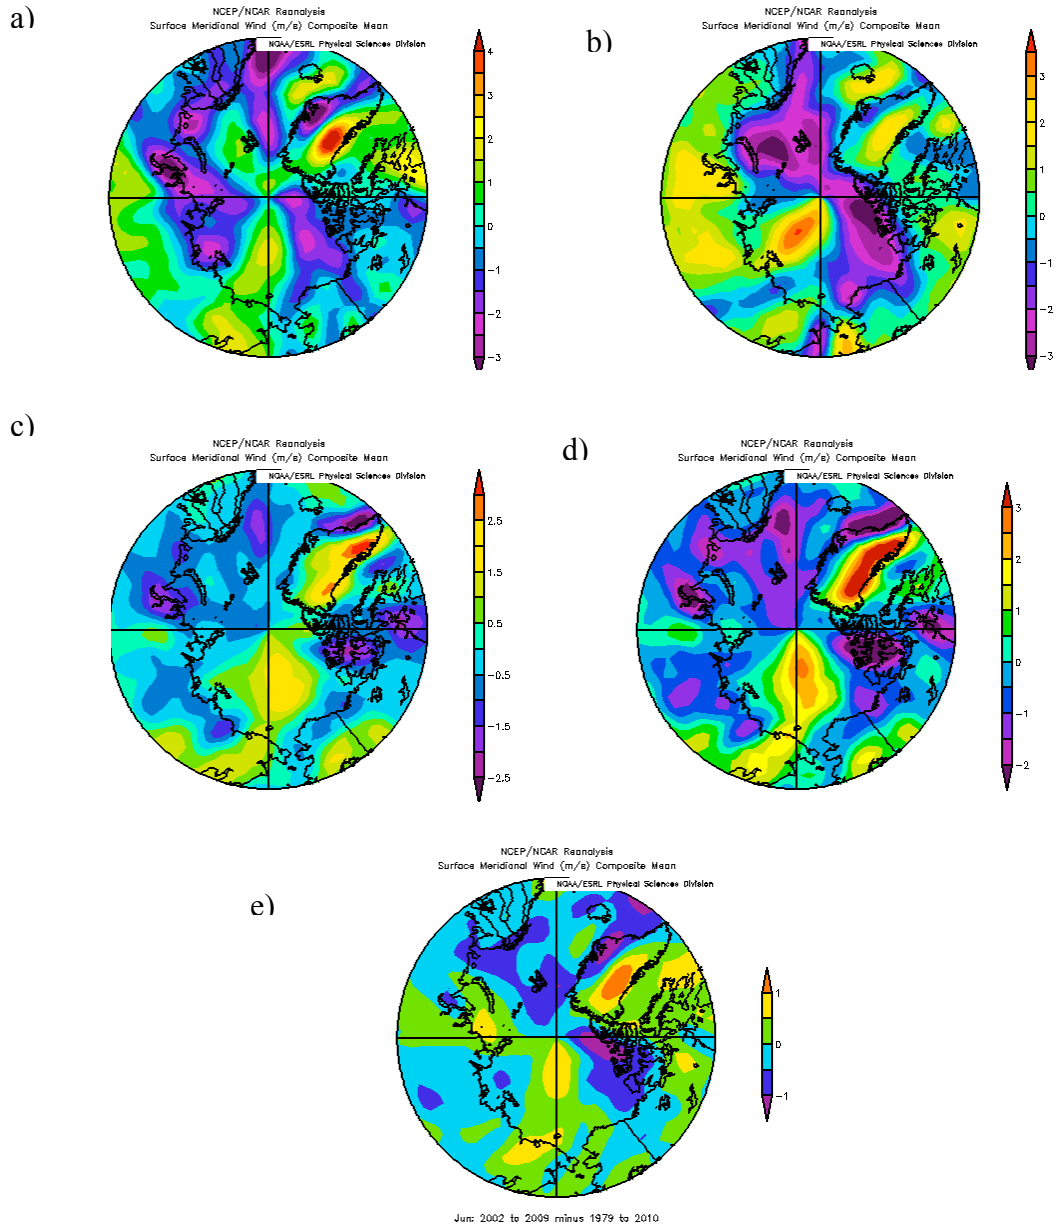 a)
NCEP/NCAR Reanalysis
Surface Meridional Wind (m/s) Composite Mean
NOAA/ESRL Physical Sciences Division
4
3
2
1
0
−1
−2
−3
b)
NCEP/NCAR Reanalysis
Surface Meridional Wind (m/s) Composite Mean
NOAA/ESRL Physical Sciences Division
3
2
1
0
−1
−2
−3
c)
NCEP/NCAR Reanalysis
Surface Meridional Wind (m/s) Composite Mean
NOAA/ESRL Physical Sciences Division
2.5
1.5
0.5
−0.5
−1.5
−2.5
d)
NCEP/NCAR Reanalysis
Surface Meridional Wind (m/s) Composite Mean
NOAA/ESRL Physical Sciences Division
3
2
1
0
−1
−2
e)
NCEP/NCAR Reanalysis
Surface Meridional Wind (m/s) Composite Mean
NOAA/ESRL Physical Sciences Division
1
0
−1
Jun: 2002 to 2009 minus 1979 to 2010